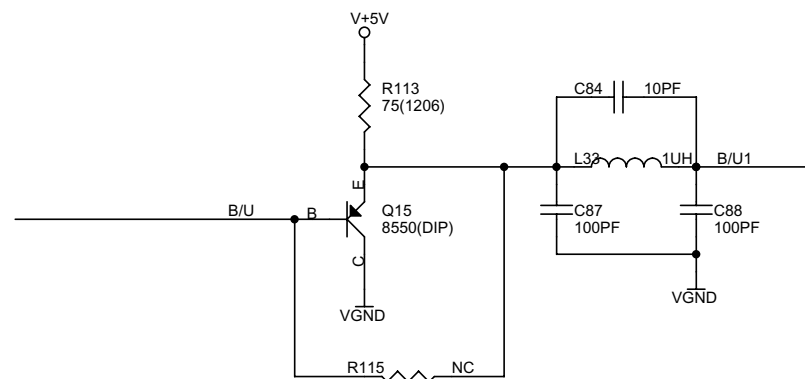 V+5V
R113
75(1206)
C84 10PF
L33 1UH B/U1
E
B/U B Q15
8550(DIP)
C
C87
100PF
C88
100PF
VGND
VGND
R115 NC